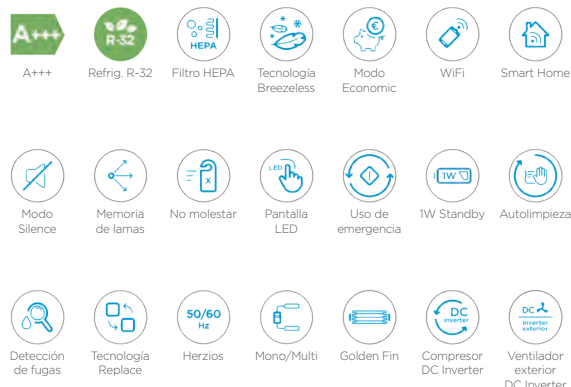 A+++
R-32
HEPA
€
A+++ Refrig. R-32 Filtro HEPA Tecnología Modo WiFi Smart Home
Breezeless Economic
LED
x
1W
Modo Memoria No molestar Pantalla Uso de 1W Standby Autolimpieza
Silence de lamas LED emergencia
50/60
Hz
DC
inverter
DC
inverter
exterior
Detección Tecnología Herzios Mono/Multi Golden Fin Compresor Ventilador
de fugas Replace DC Inverter exterior
DC Inverter